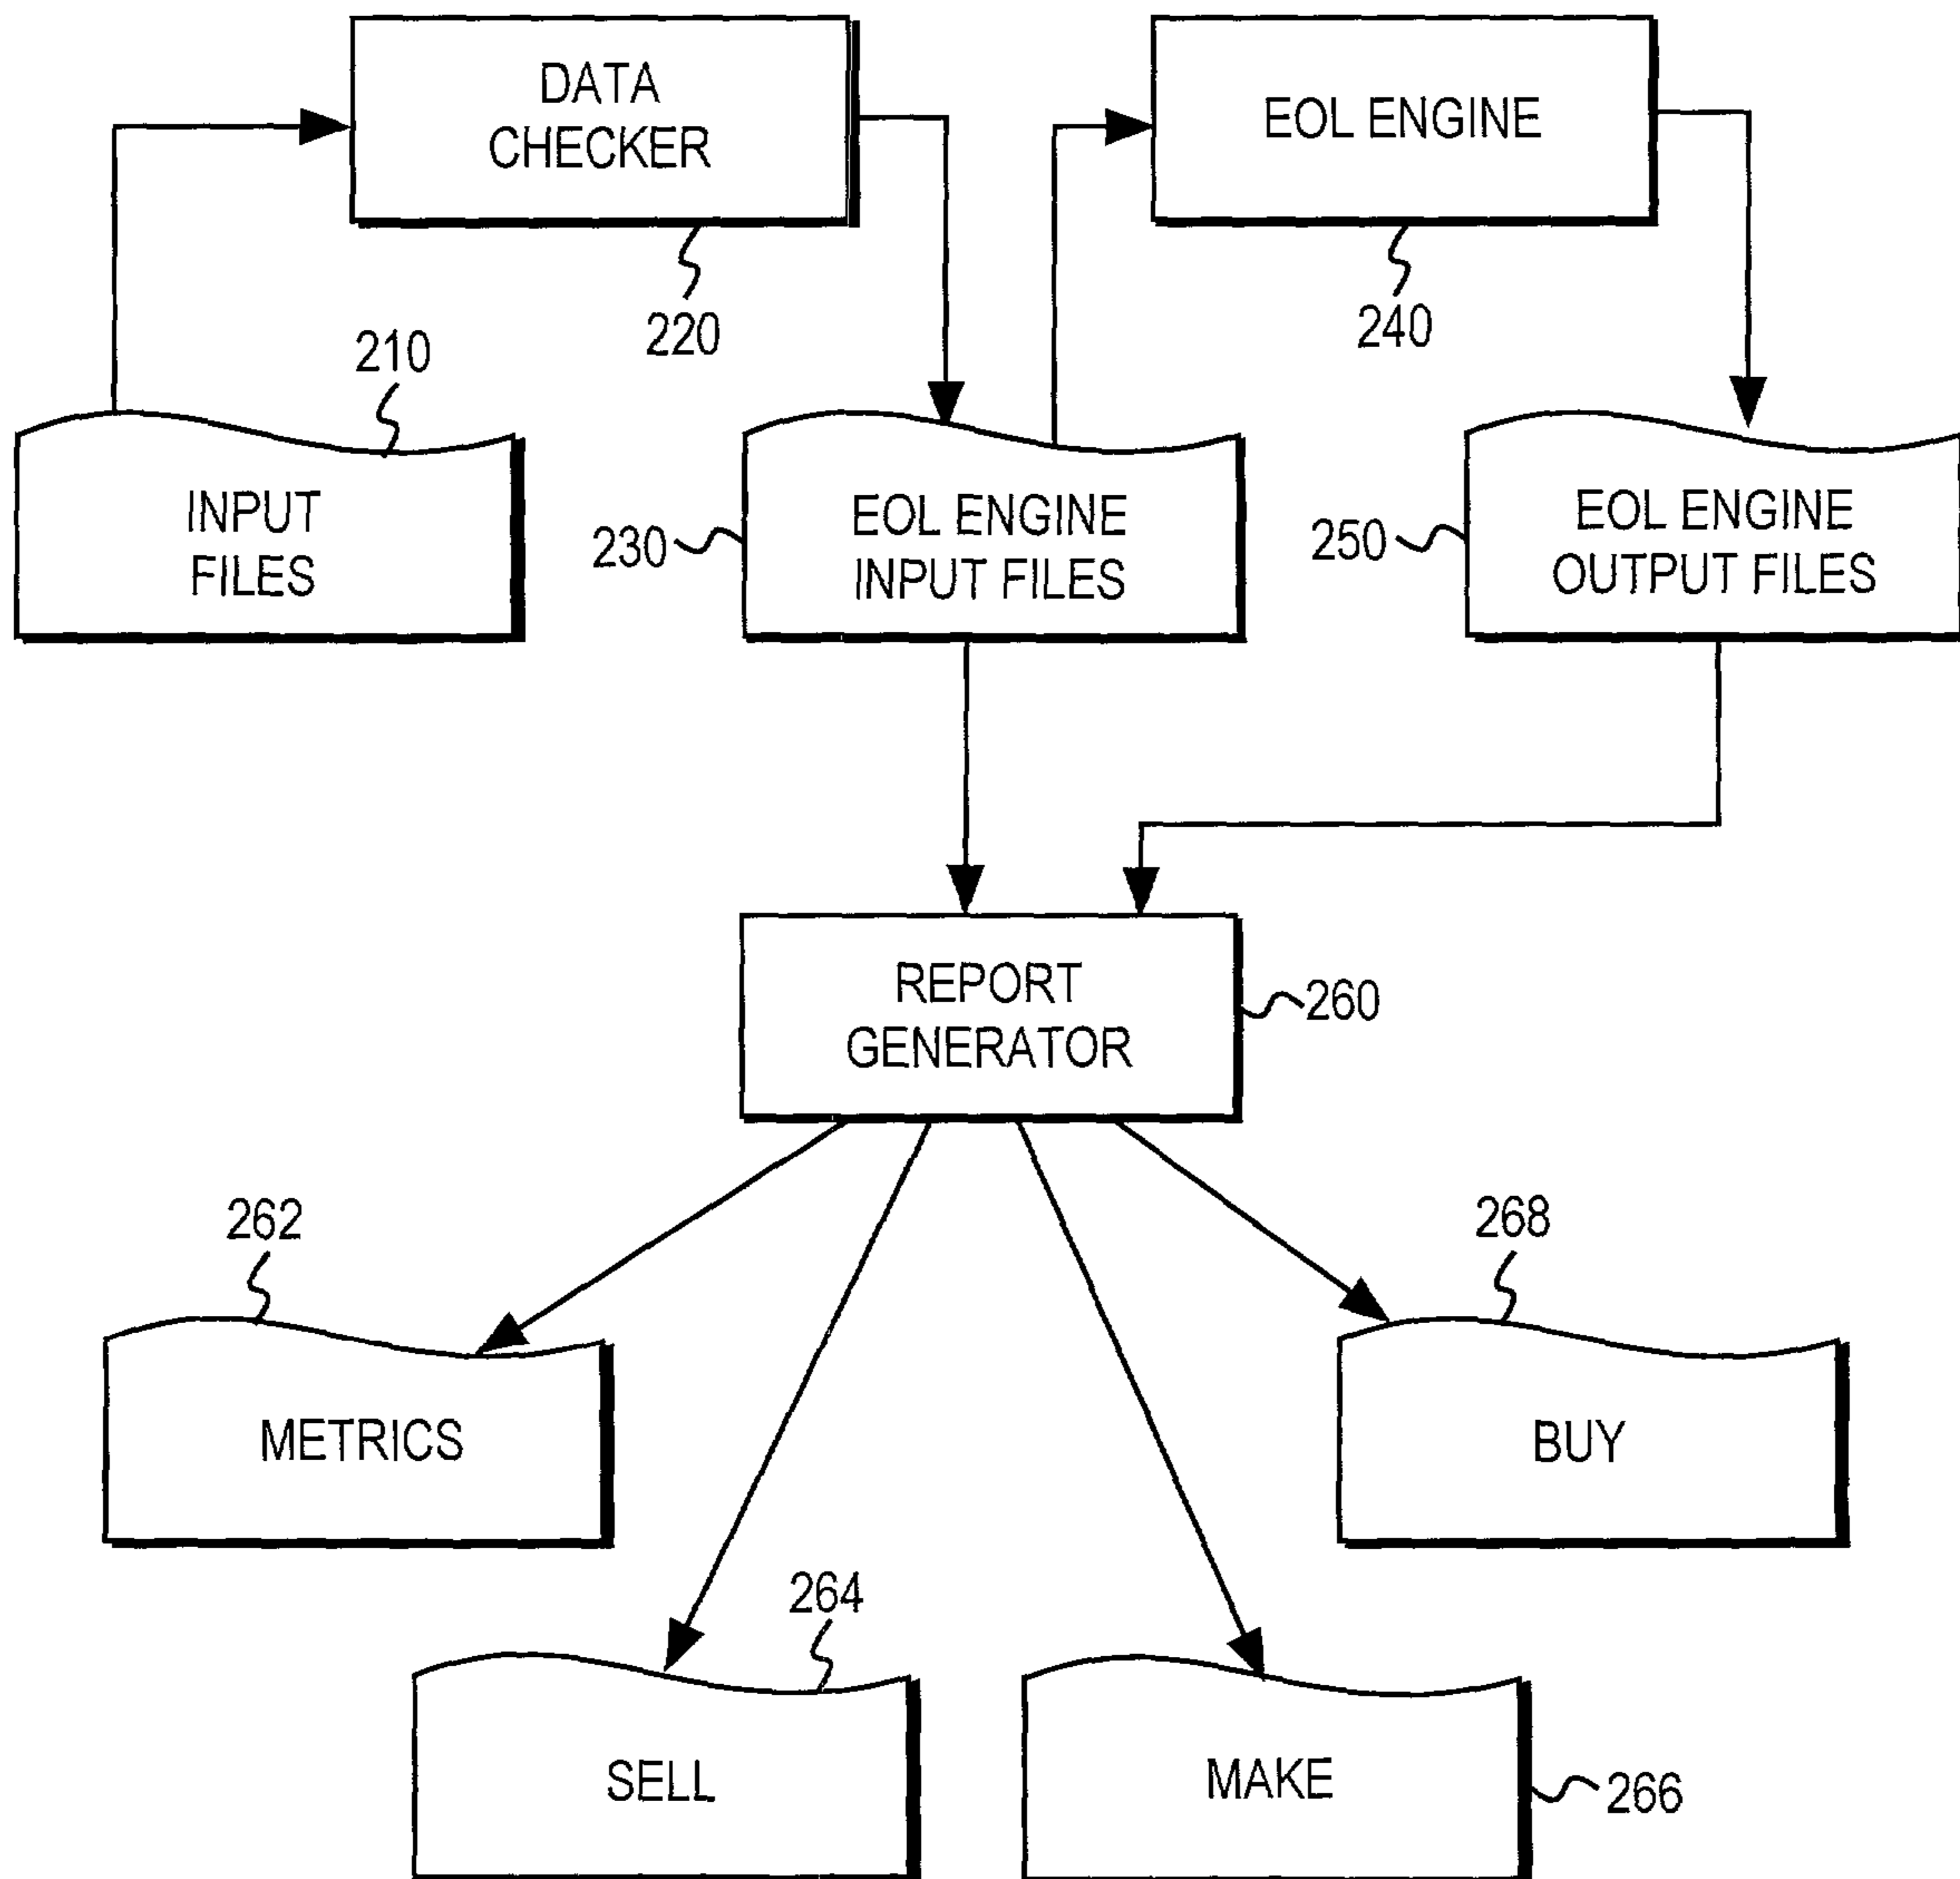 DATA
CHECKER
220
EOL ENGINE
240
210
INPUT
FILES
230
EOL ENGINE
INPUT FILES
250
EOL ENGINE
OUTPUT FILES
REPORT
GENERATOR
260
262
METRICS
268
BUY
264
SELL
MAKE
266